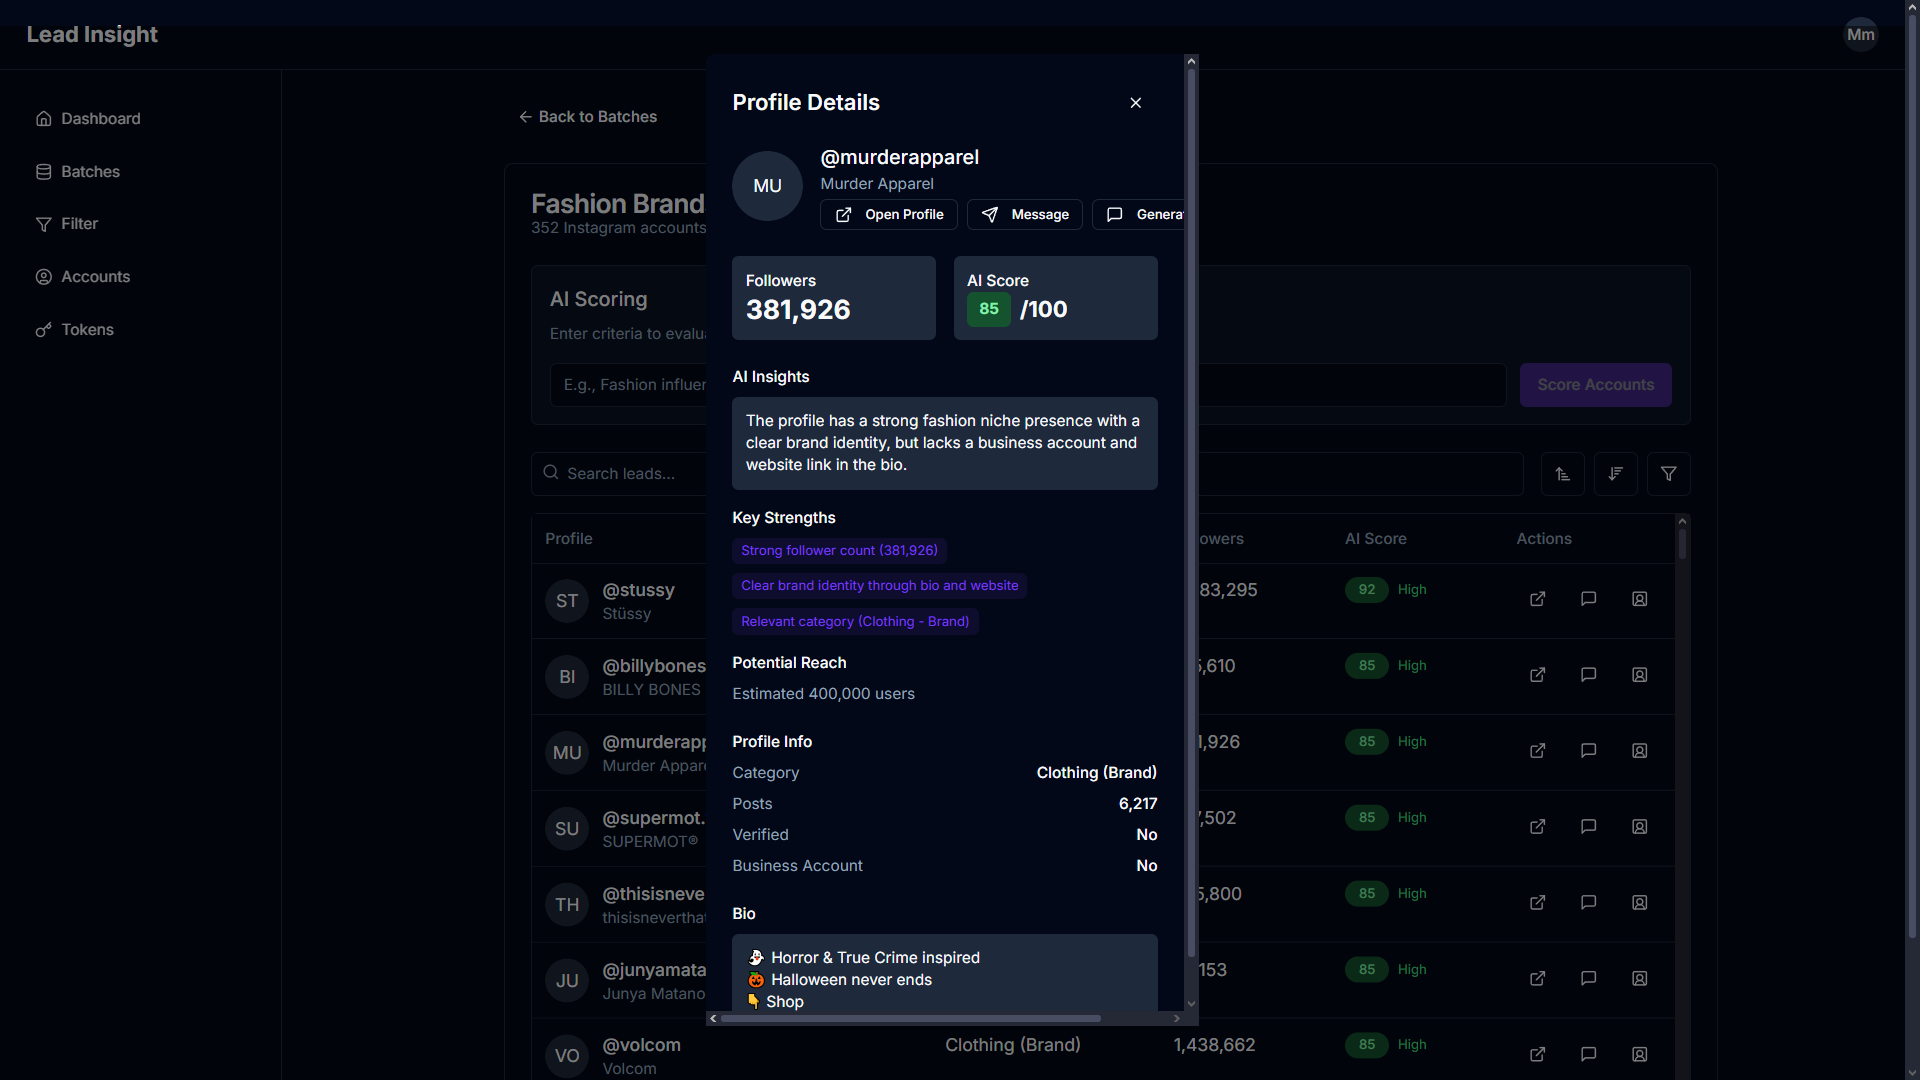 Lead Insight
Mm
Dashboard
Batches
Filter
Accounts
Tokens
Back to Batches
Fashion Brand
352 Instagram accounts
AI Scoring
Enter criteria to
E.g., Fashion
Score Accounts
Search leads...
Profile
AI Score
Actions
ST
@stussy
Stüssy
83,295
92
High
BI
@billybones
BILLY BONES
5,610
85
High
MU
@murderapp
Murder Appar
1,926
85
High
SU
@supermot.
SUPERMOT®
7,502
85
High
TH
@thisisneve
thisisnevertha
5,800
85
High
JU
@junyamata
Junya Matano
153
85
High
VO
@volcom
Volcom
Clothing (Brand)
1,438,662
85
High
Profile Details
MU
@murderapparel
Murder Apparel
Open Profile
Message
Genera
Followers
381,926
AI Score
85 /100
AI Insights
The profile has a strong fashion niche presence with a
clear brand identity, but lacks a business account and
website link in the bio.
Key Strengths
Strong follower count (381,926)
Clear brand identity through bio and website
Relevant category (Clothing - Brand)
Potential Reach
Estimated 400,000 users
Profile Info
Category
Clothing (Brand)
Posts
6,217
Verified
No
Business Account
No
Bio
👻 Horror & True Crime inspired
🎃 Halloween never ends
👇 Shop